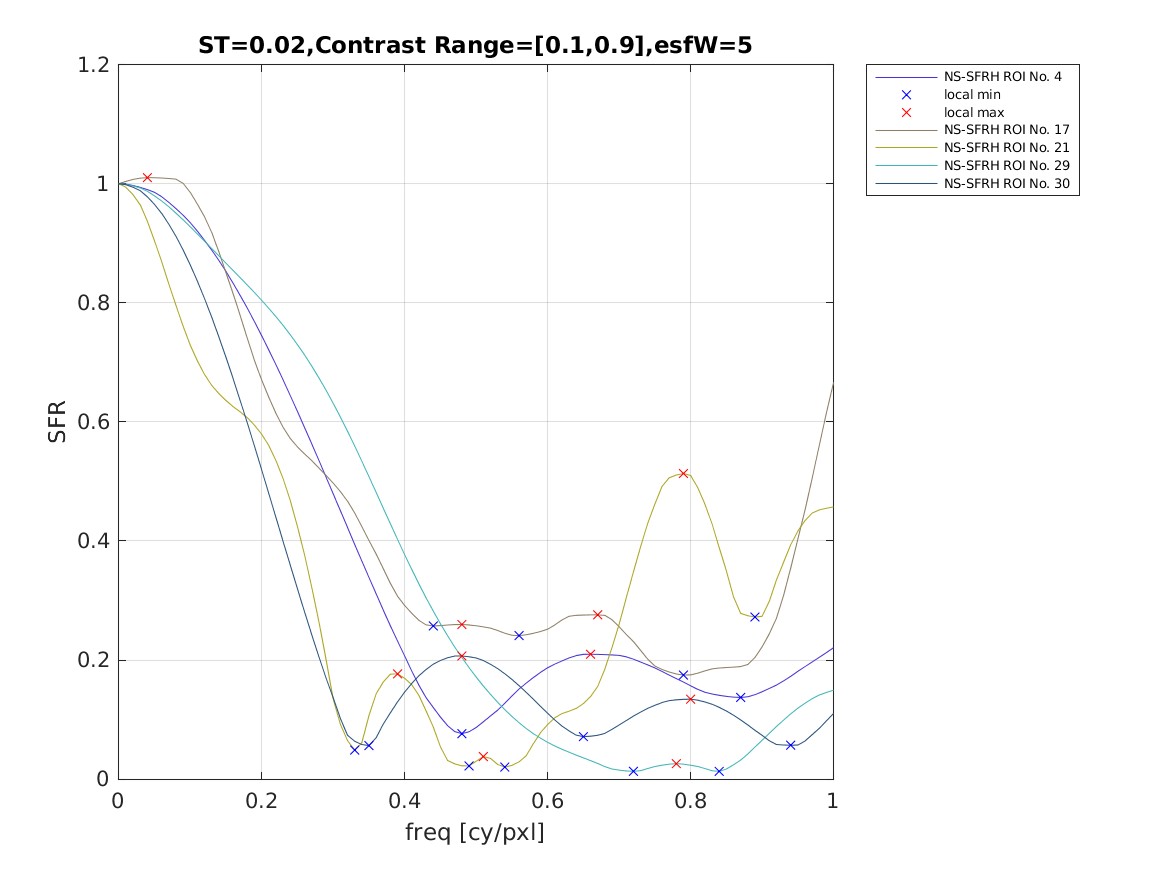 ST=0.02,Contrast Range=[0.1,0.9],esfW=5
1.2
1
0.8
0.6
0.4
0.2
0
SFR
0
0.2
0.4
0.6
0.8
1
freq [cy/pxl]
NS-SFRH ROI No. 4
local min
local max
NS-SFRH ROI No. 17
NS-SFRH ROI No. 21
NS-SFRH ROI No. 29
NS-SFRH ROI No. 30